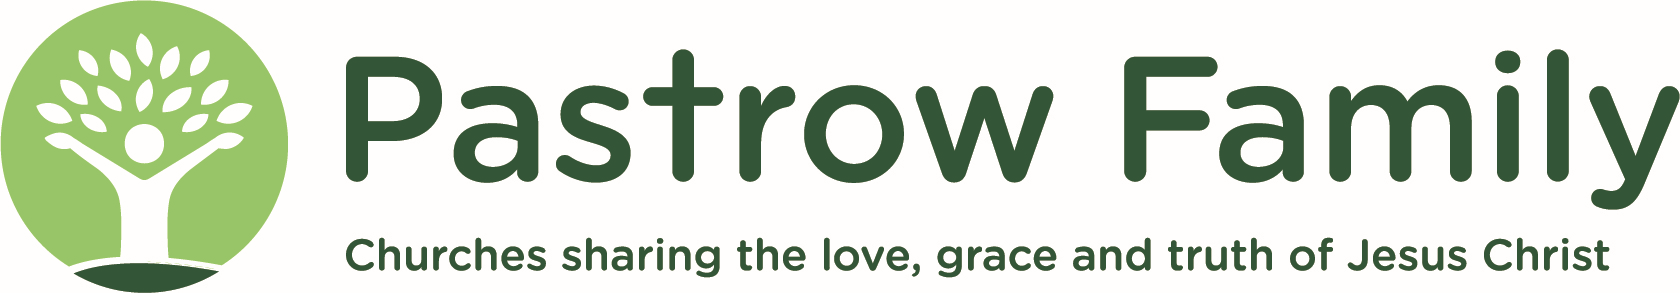 Pastrow Family
Churches sharing the love, grace and truth of Jesus Christ